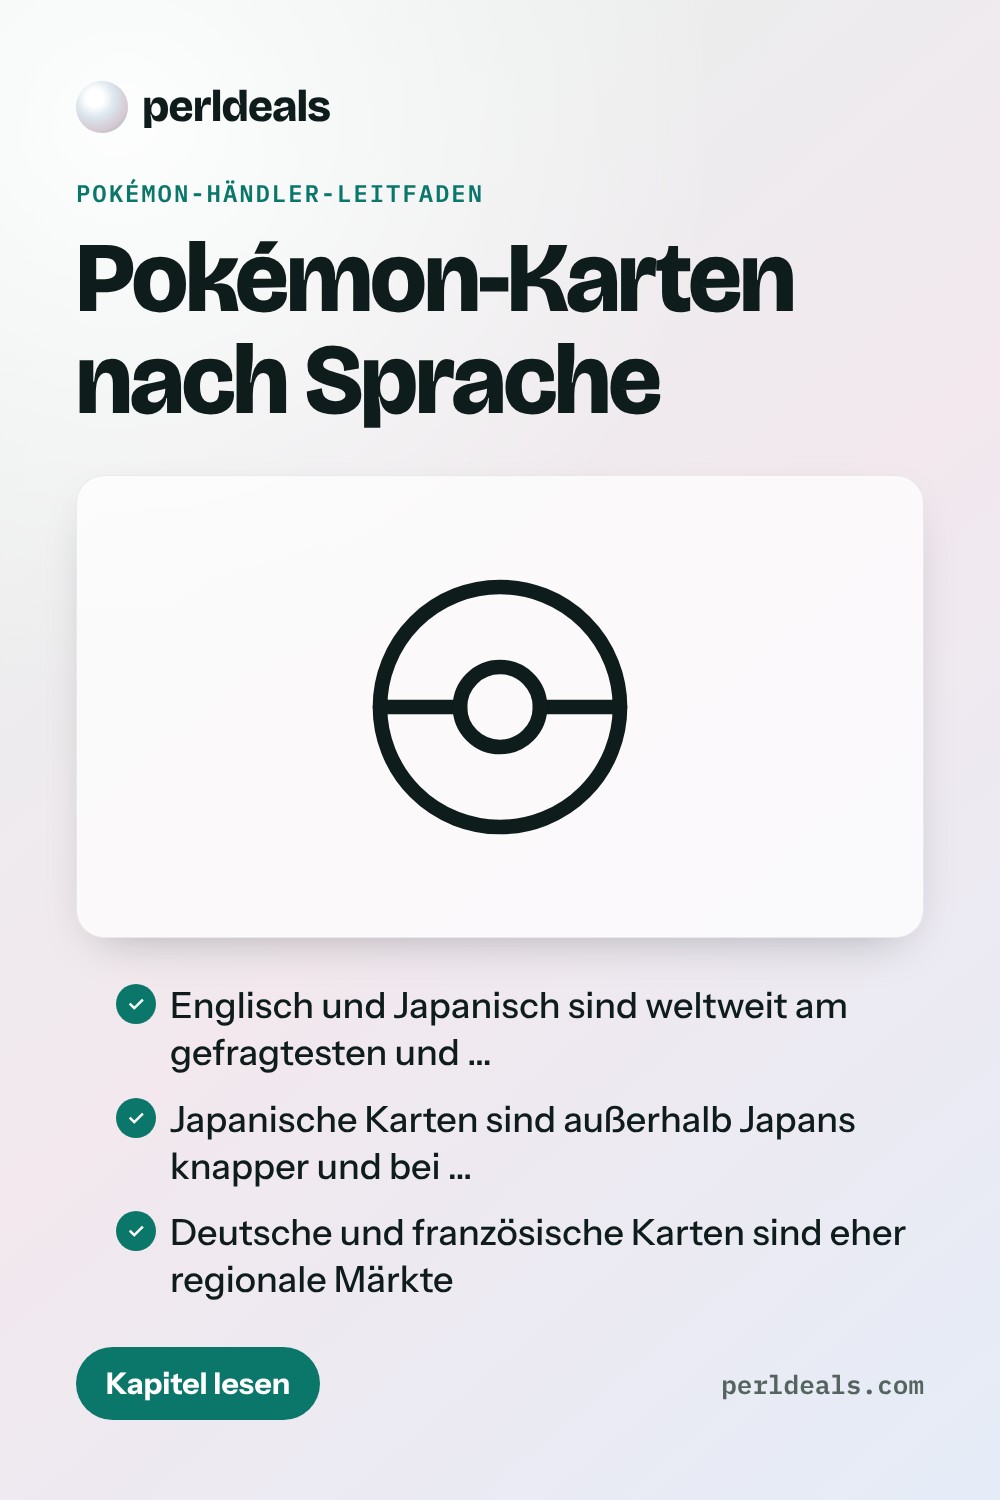 perldeals
POKÉMON-HÄNDLER-LEITFADEN
Pokémon-Karten
nach Sprache
Englisch und Japanisch sind weltweit am
gefragtesten und ...
Japanische Karten sind außerhalb Japans
knapper und bei ...
Deutsche und französische Karten sind eher
regionale Märkte
Kapitel lesen
perldeals.com